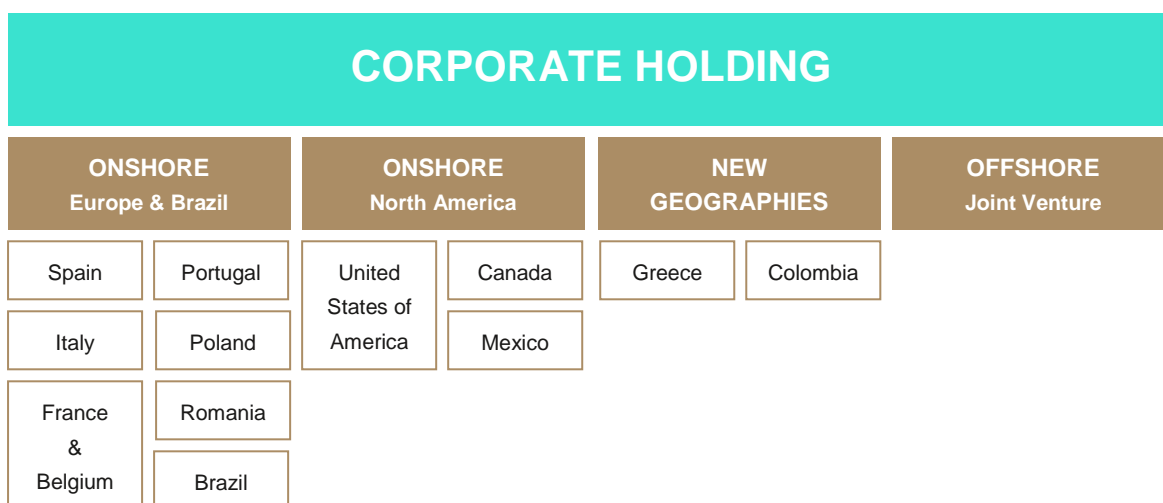 CORPORATE HOLDING
ONSHORE
Europe & Brazil
ONSHORE
North America
NEW
GEOGRAPHIES
OFFSHORE
Joint Venture
Spain
Portugal
United
States of
America
Canada
Greece
Colombia
Italy
Poland
Mexico
France
&
Belgium
Romania
Brazil